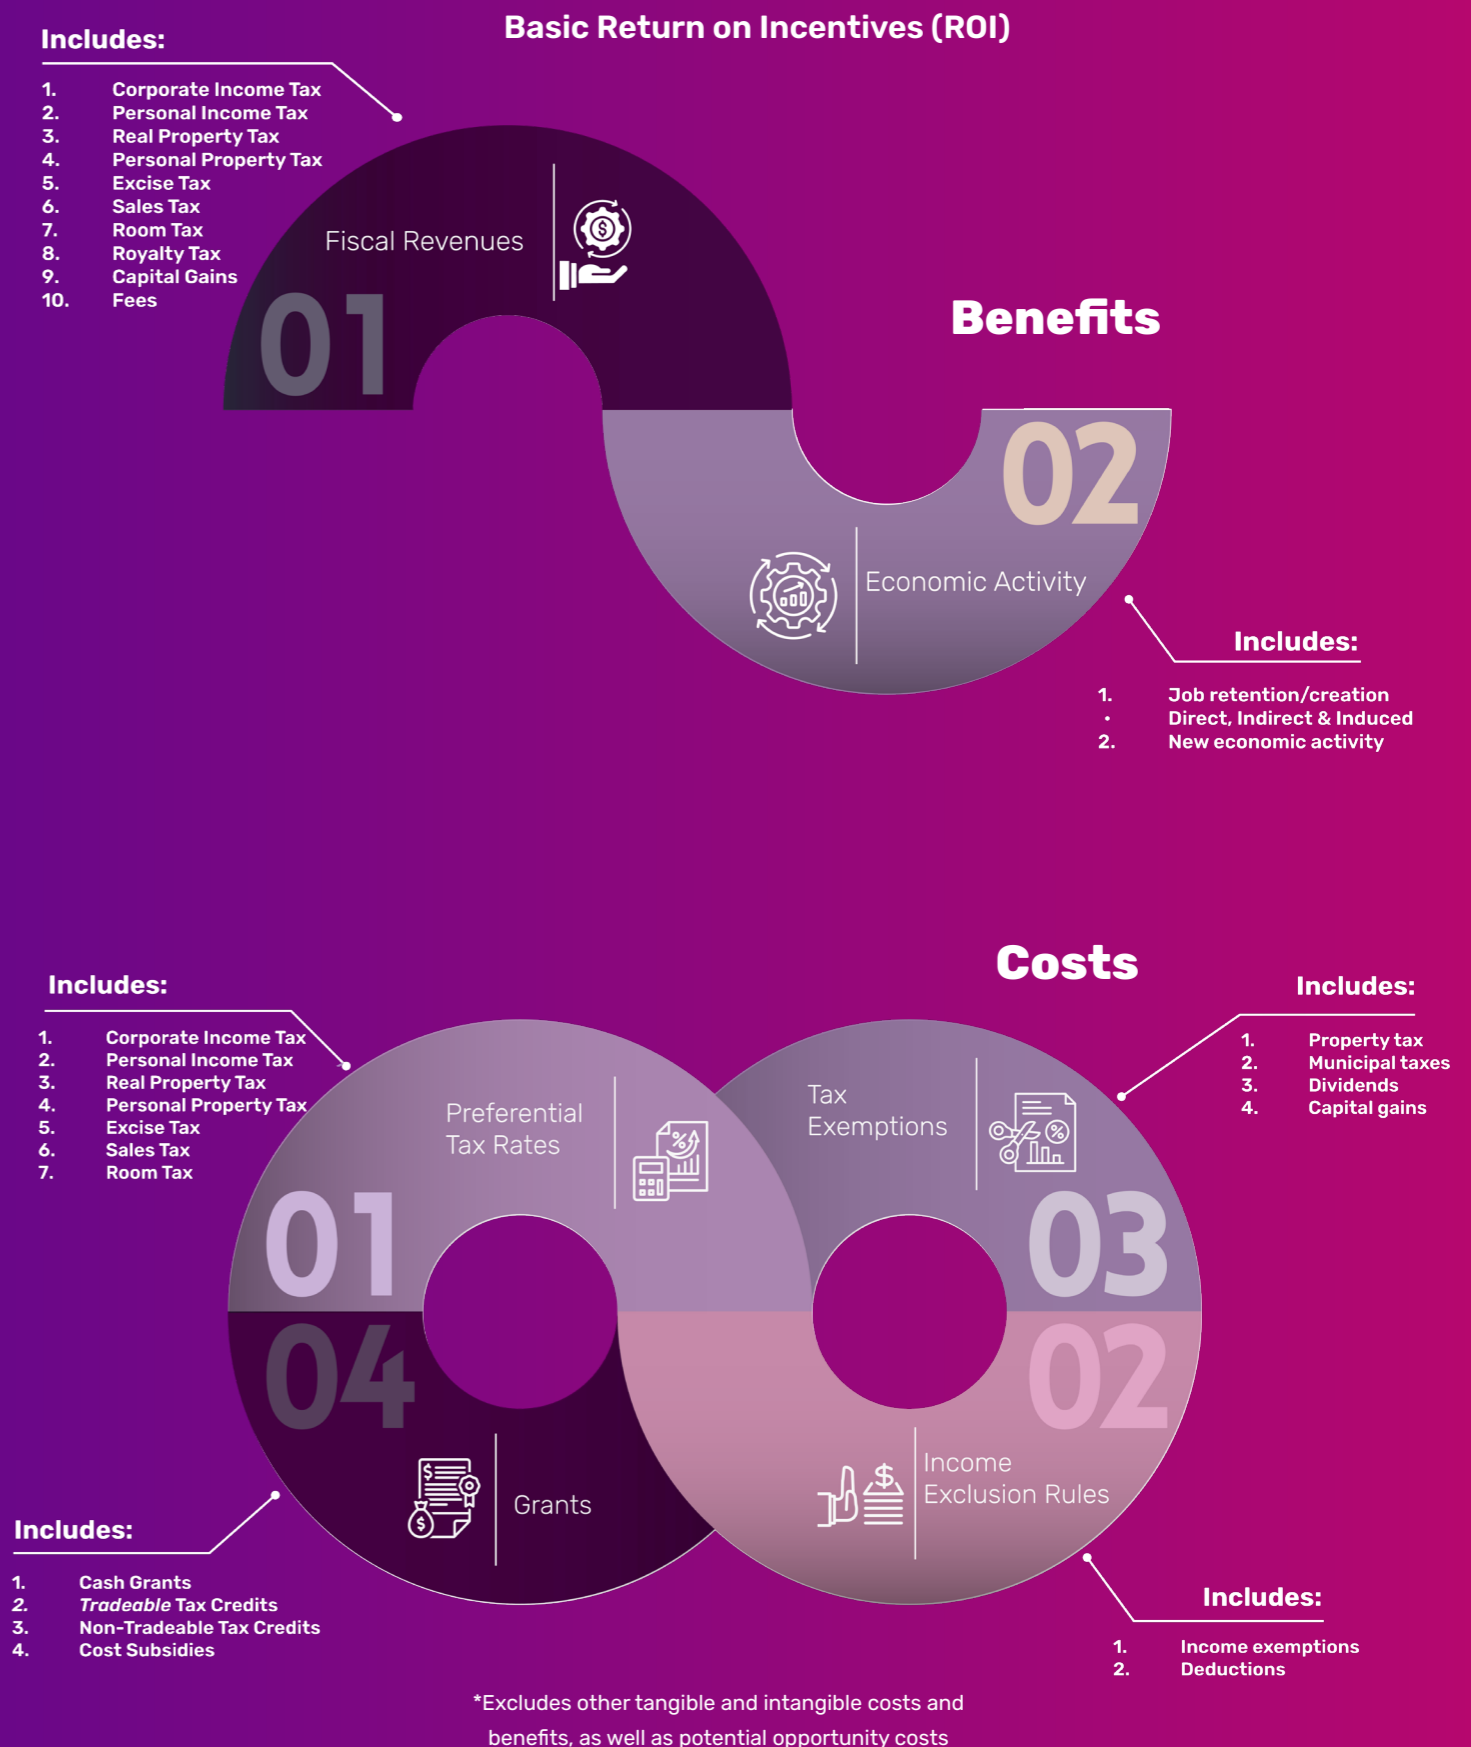 Basic Return on Incentives (ROI)
Includes:
1. Corporate Income Tax
2. Personal Income Tax
3. Real Property Tax
4. Personal Property Tax
5. Excise Tax
6. Sales Tax
7. Room Tax
8. Royalty Tax
9. Capital Gains
10. Fees
Fiscal Revenues
01
Benefits
02
Economic Activity
Includes:
1. Job retention/creation
• Direct, Indirect & Induced
2. New economic activity
Costs
Includes:
1. Corporate Income Tax
2. Personal Income Tax
3. Real Property Tax
4. Personal Property Tax
5. Excise Tax
6. Sales Tax
7. Room Tax
Preferential
Tax Rates
01
Includes:
1. Property tax
2. Municipal taxes
3. Dividends
4. Capital gains
Tax
Exemptions
03
04
Grants
Includes:
1. Cash Grants
2. Tradeable Tax Credits
3. Non-Tradeable Tax Credits
4. Cost Subsidies
02
Income
Exclusion Rules
Includes:
1. Income exemptions
2. Deductions
*Excludes other tangible and intangible costs and
benefits, as well as potential opportunity costs